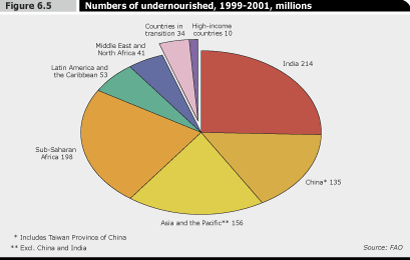 Figure 6.5
Numbers of undernourished, 1999-2001, millions
Countries in
transition 34
High-income
countries 10
Middle East and
North Africa 41
India 214
Latin America and
the Caribbean 53
Sub-Saharan
Africa 198
China* 135
Asia and the Pacific** 156
* Includes Taiwan Province of China
** Excl. China and India
Source: FAO